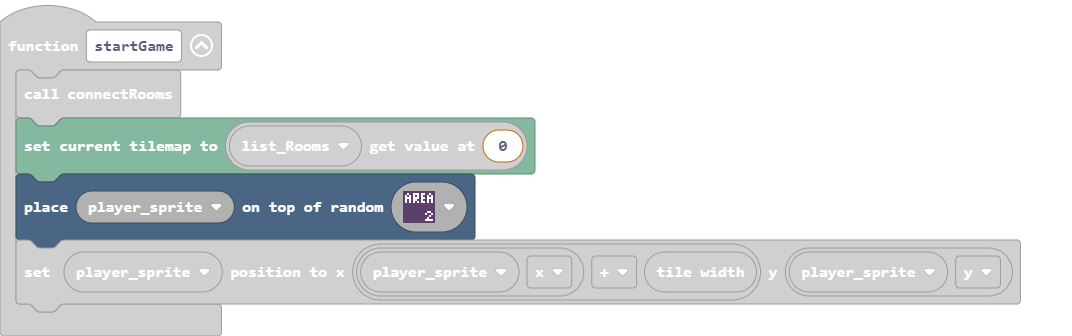 function startGame
call connectRooms
set current tilemap to list_Rooms get value at 0
place player_sprite on top of random AREA 2
set player_sprite position to x player_sprite x + tile width y player_sprite y